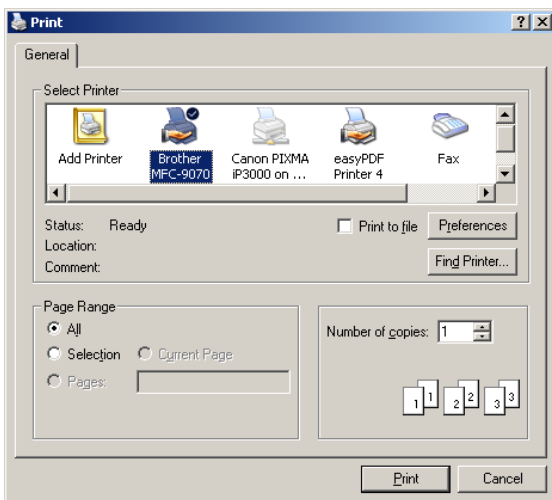 Print
General
Select Printer
Add Printer
Brother MFC-9070
Canon PIXMA iP3000 on ...
easyPDF Printer 4
Fax
Status: Ready
Print to file
Preferences
Location:
Comment:
Find Printer...
Page Range
All
Selection
Current Page
Pages:
Number of copies: 1
1 1 2 2 3 3
Print
Cancel